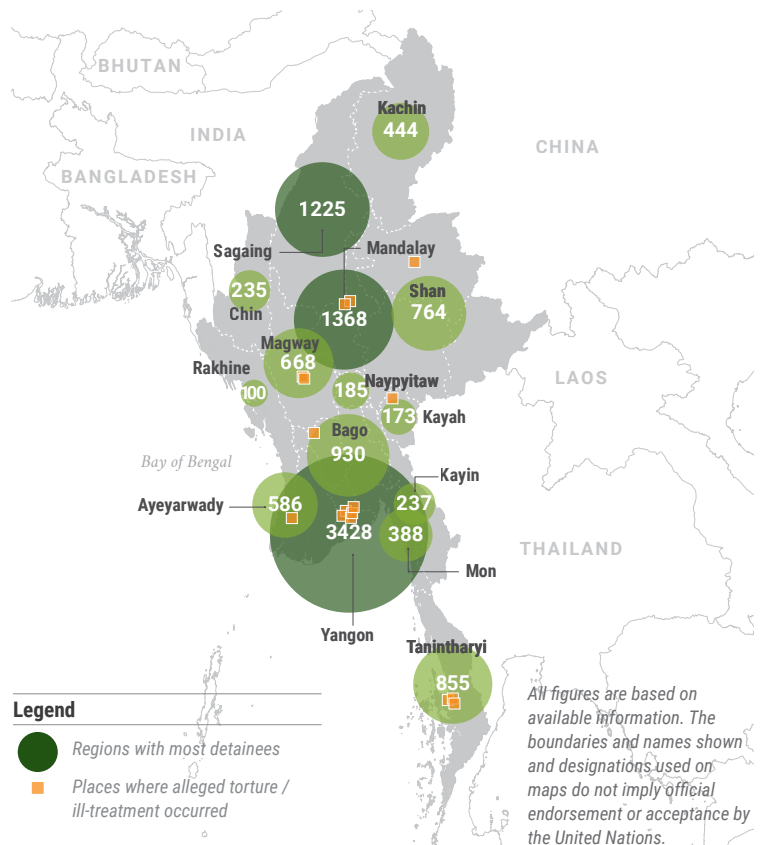 BHUTAN
Kachin
444
INDIA
CHINA
BANGLADESH
1225
Sagaing
Mandalay
235
Chin
Shan
764
1368
Magway
668
Rakhine
100
185
Naypyitaw
173
Kayah
LAOS
Bago
930
Bay of Bengal
Kayin
237
Ayeyarwady
586
3428
388
THAILAND
Mon
Yangon
Tanintharyi
855
Legend
Regions with most detainees
Places where alleged torture /
ill-treatment occurred
All figures are based on
available information. The
boundaries and names shown
and designations used on
maps do not imply official
endorsement or acceptance by
the United Nations.